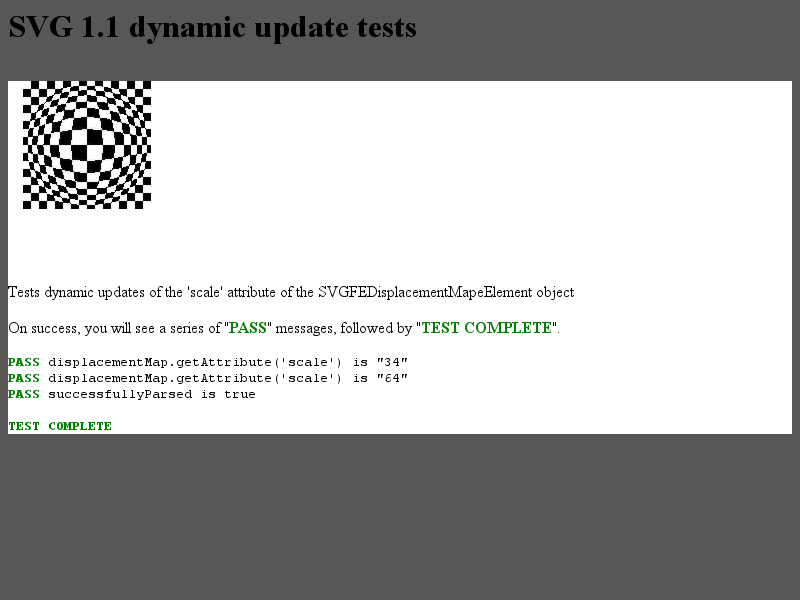 SVG 1.1 dynamic update tests
Tests dynamic updates of the 'scale' attribute of the SVGFEDisplacementMapeElement object
On success, you will see a series of "PASS" messages, followed by "TEST COMPLETE".
PASS displacementMap.getAttribute('scale') is "34"
PASS displacementMap.getAttribute('scale') is "64"
PASS successfullyParsed is true
TEST COMPLETE